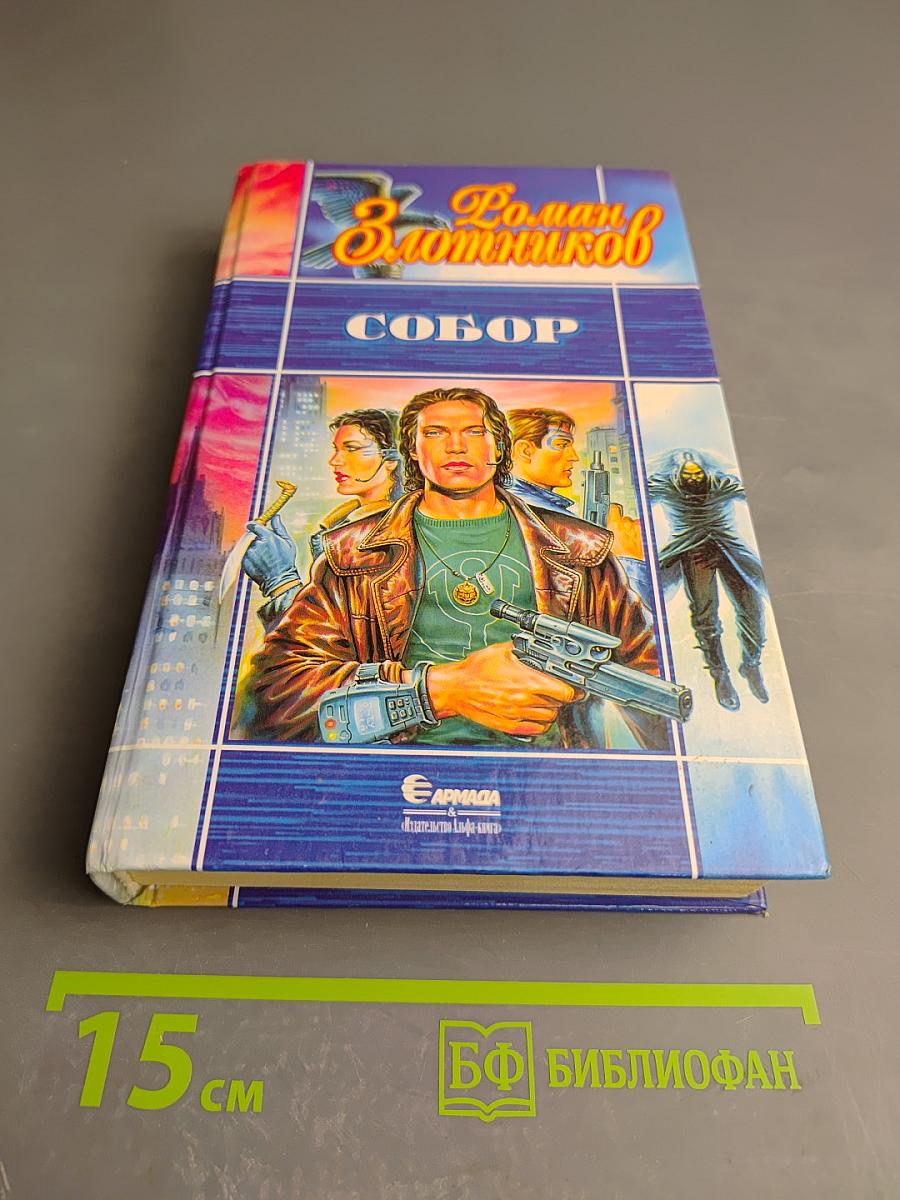 Роман
Злотников
СОБОР
АРМАДА
&
«Издательство Альфа-книга»
15 см
БФ БИБЛИОФАН